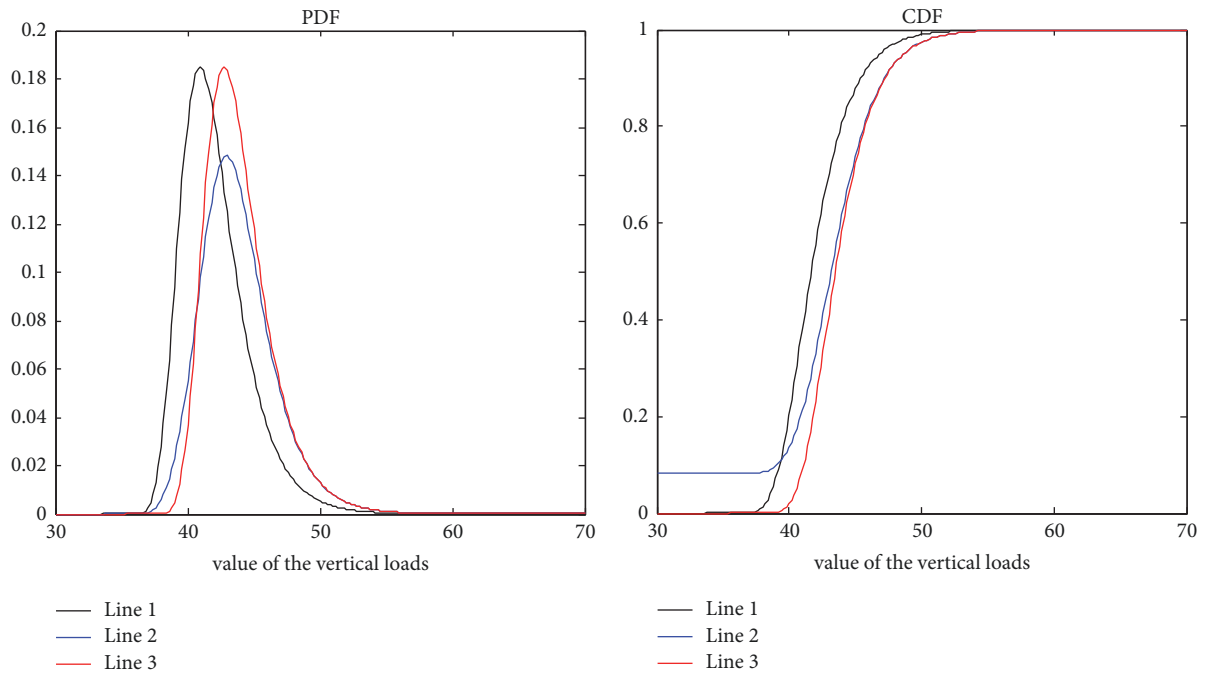 PDF
0.2
0.18
0.16
0.14
0.12
0.1
0.08
0.06
0.04
0.02
0
30
40
50
60
70
value of the vertical loads
Line 1
Line 2
Line 3
CDF
1
0.8
0.6
0.4
0.2
0
30
40
50
60
70
value of the vertical loads
Line 1
Line 2
Line 3